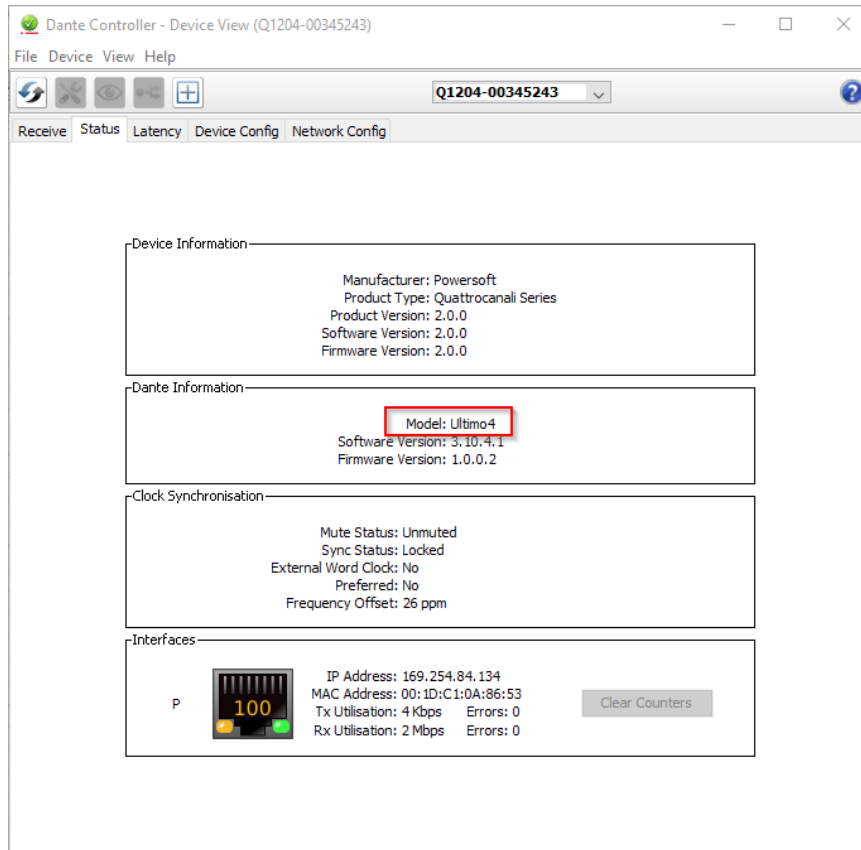 Dante Controller - Device View (Q1204-00345243)
File Device View Help
Q1204-00345243
?
Receive Status Latency Device Config Network Config
Device Information
Manufacturer: Powersoft
Product Type: Quattrocanali Series
Product Version: 2.0.0
Software Version: 2.0.0
Firmware Version: 2.0.0
Dante Information
Model: Ultimo4
Software Version: 3.10.4.1
Firmware Version: 1.0.0.2
Clock Synchronisation
Mute Status: Unmuted
Sync Status: Locked
External Word Clock: No
Preferred: No
Frequency Offset: 26 ppm
Interfaces
P
100
IP Address: 169.254.84.134
MAC Address: 00:1D:C1:0A:86:53
Tx Utilisation: 4 Kbps Errors: 0
Rx Utilisation: 2 Mbps Errors: 0
Clear Counters